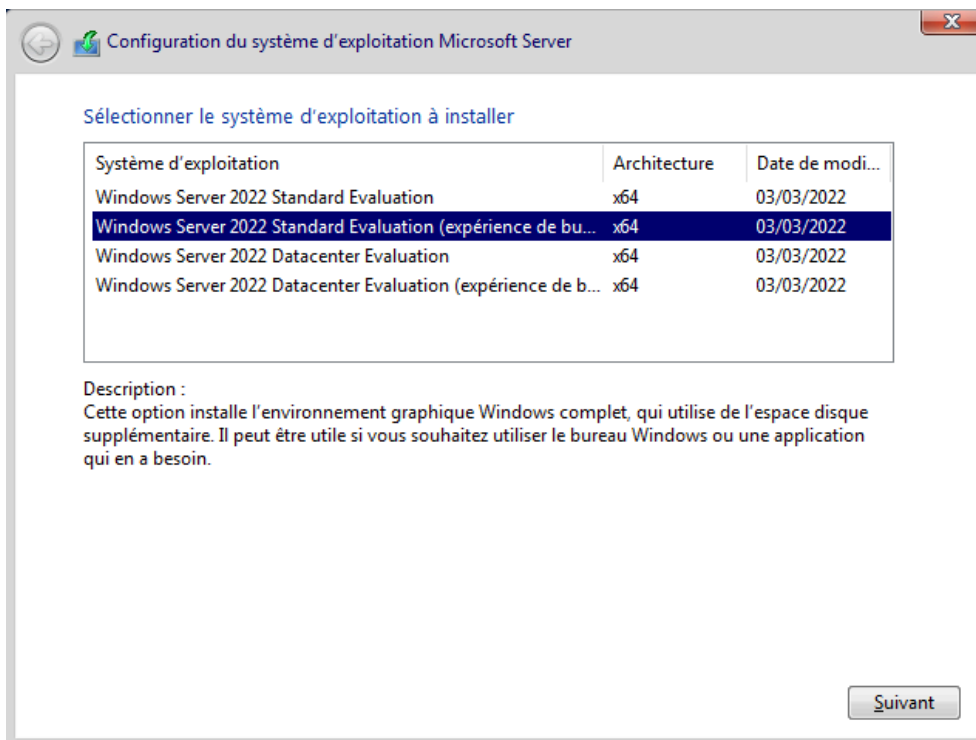 Configuration du système d'exploitation Microsoft Server
Sélectionner le système d'exploitation à installer
Système d'exploitation Architecture Date de modi...
Windows Server 2022 Standard Evaluation x64 03/03/2022
Windows Server 2022 Standard Evaluation (expérience de bu... x64 03/03/2022
Windows Server 2022 Datacenter Evaluation x64 03/03/2022
Windows Server 2022 Datacenter Evaluation (expérience de b... x64 03/03/2022
Description :
Cette option installe l'environnement graphique Windows complet, qui utilise de l'espace disque
supplémentaire. Il peut être utile si vous souhaitez utiliser le bureau Windows ou une application
qui en a besoin.
Suivant